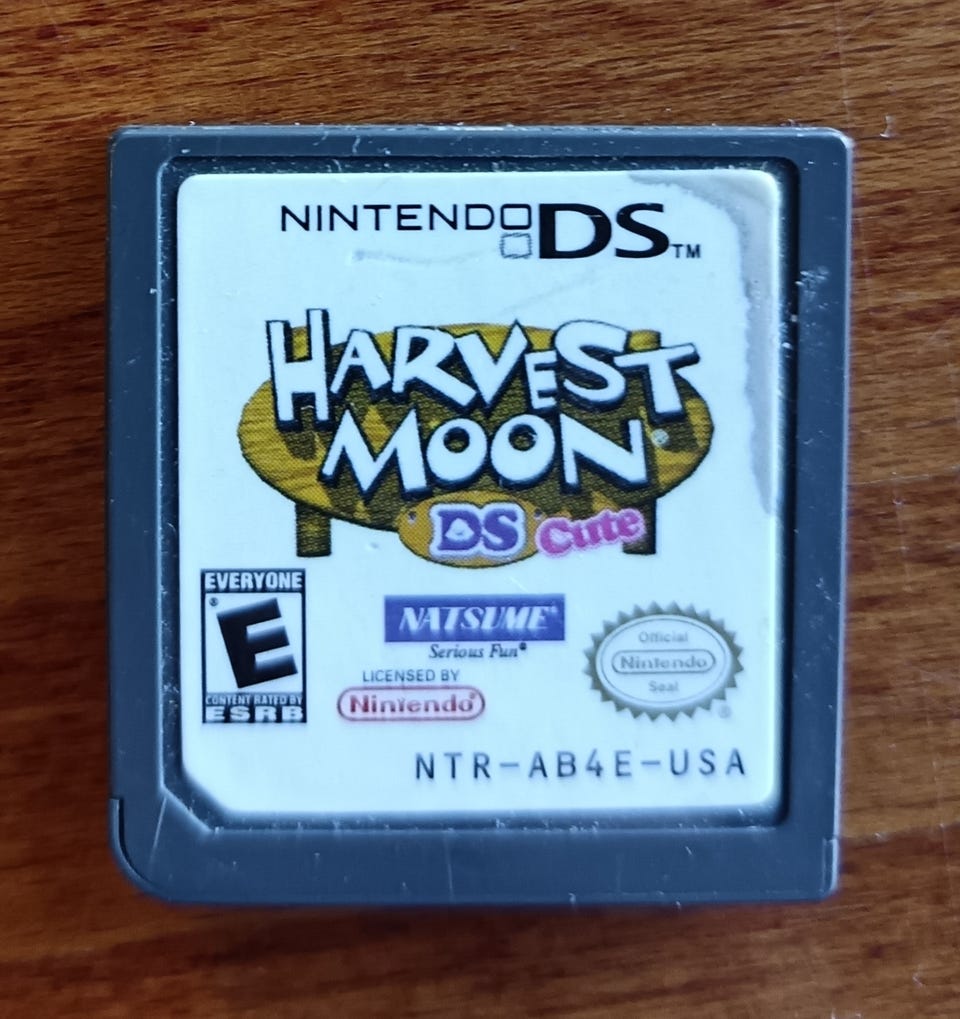 NINTENDO DS™
HARVEST
MOON®
DS Cute
EVERYONE
E
CONTENT RATED BY
ESRB
NATSUME®
Serious Fun®
LICENSED BY
Nintendo®
Official
Nintendo
Seal
®
NTR-AB4E-USA